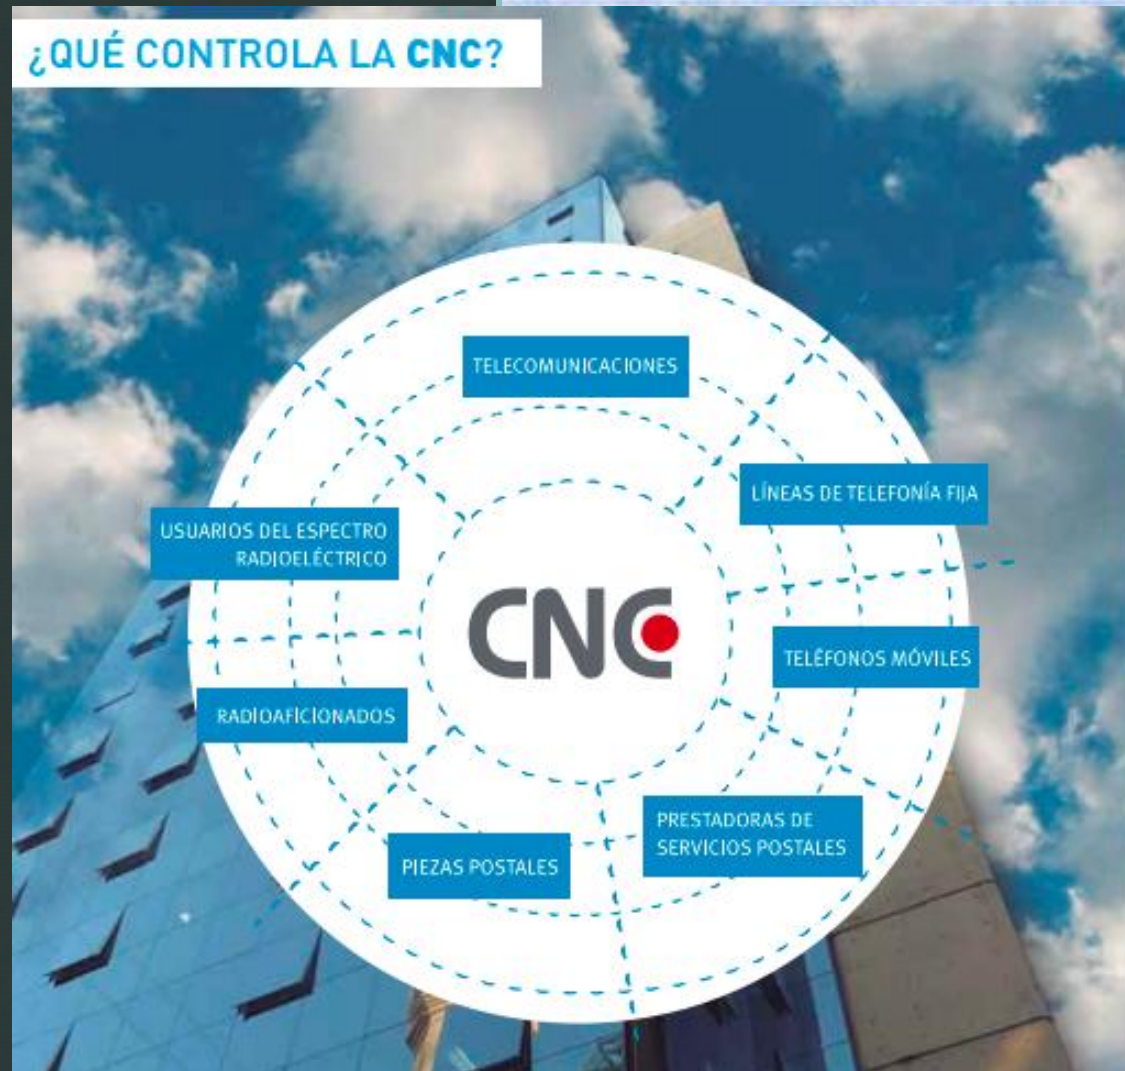 ¿QUÉ CONTROLA LA CNC?
TELECOMUNICACIONES
LÍNEAS DE TELEFONÍA FIJA
USUARIOS DEL ESPECTRO
RADIOELÉCTRICO
CNC
TELÉFONOS MÓVILES
RADIOAFICIONADOS
PRESTADORAS DE
SERVICIOS POSTALES
PIEZAS POSTALES